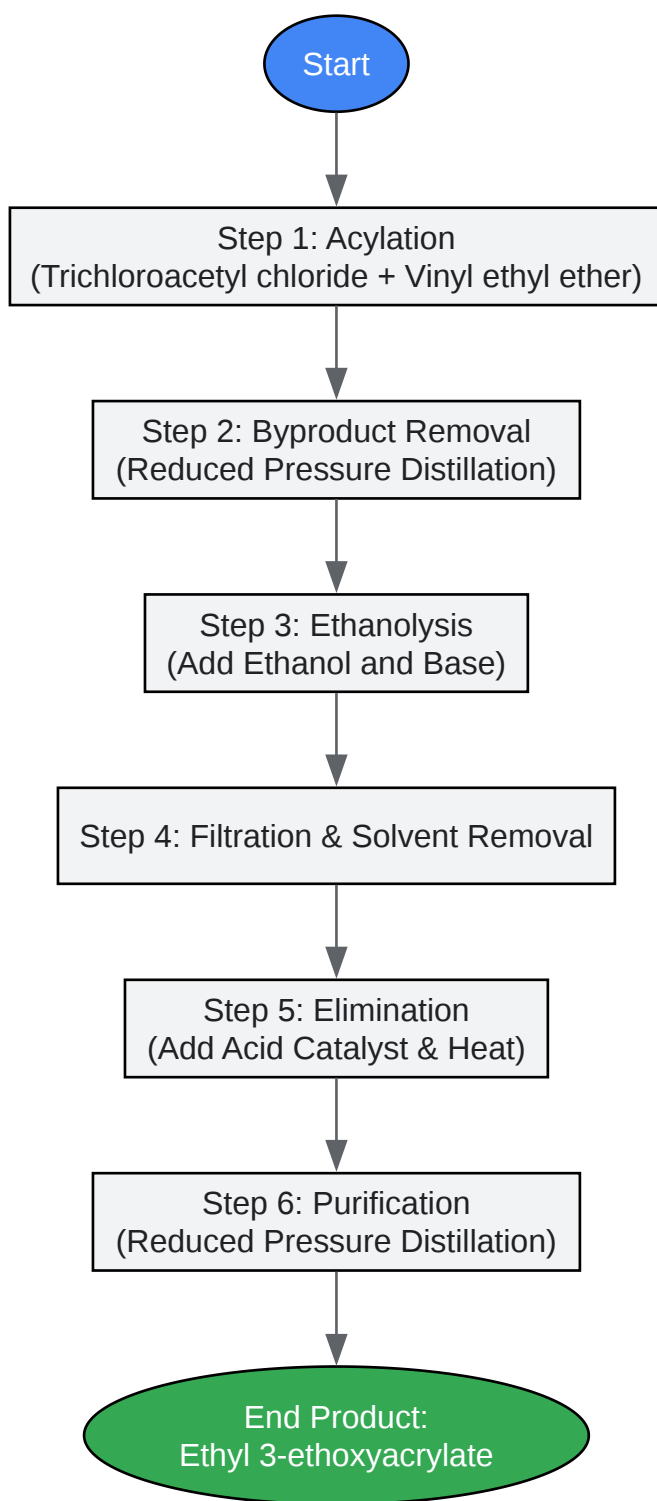 Start
Step 1: Acylation
(Trichloroacetyl chloride + Vinyl ethyl ether)
Step 2: Byproduct Removal
(Reduced Pressure Distillation)
Step 3: Ethanolysis
(Add Ethanol and Base)
Step 4: Filtration & Solvent Removal
Step 5: Elimination
(Add Acid Catalyst & Heat)
Step 6: Purification
(Reduced Pressure Distillation)
End Product:
Ethyl 3-ethoxyacrylate